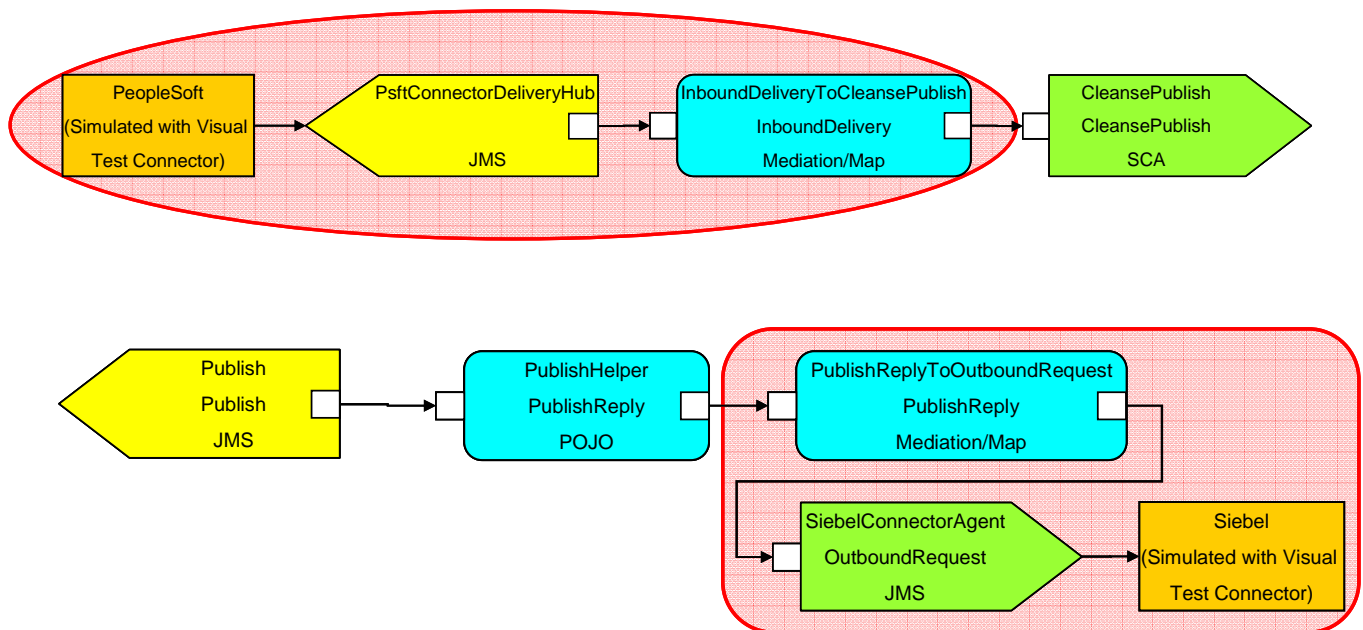 PeopleSoft
(Simulated with Visual
Test Connector)
PsftConnectorDeliveryHub
JMS
InboundDeliveryToCleansePublish
InboundDelivery
Mediation/Map
CleansePublish
CleansePublish
SCA
Publish
Publish
JMS
PublishHelper
PublishReply
POJO
PublishReplyToOutboundRequest
PublishReply
Mediation/Map
SiebelConnectorAgent
OutboundRequest
JMS
Siebel
(Simulated with Visual
Test Connector)